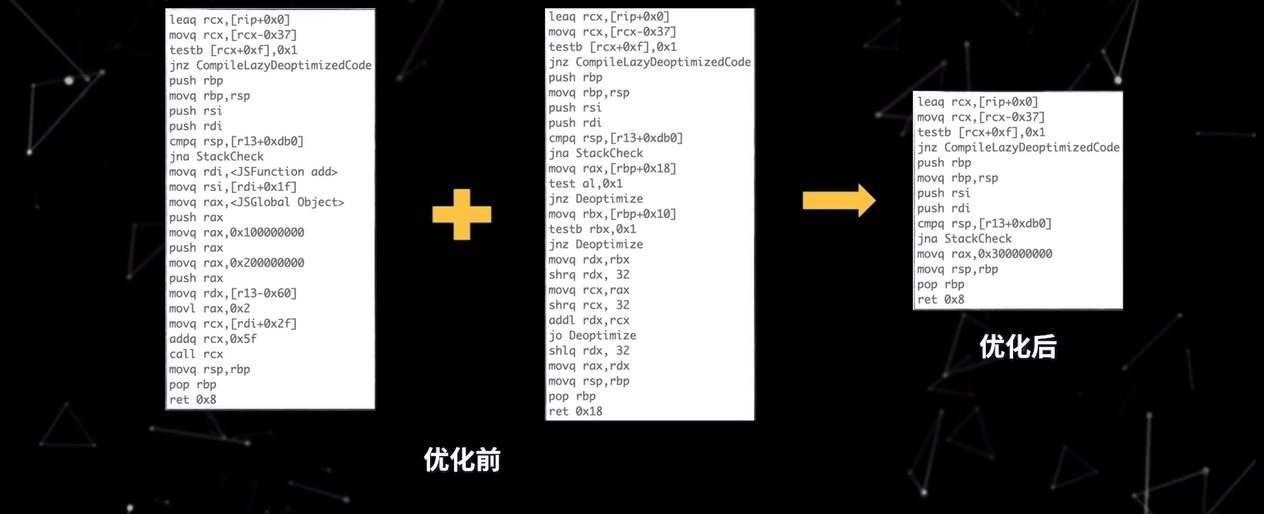 leaq rcx,[rip+0x0]
movq rcx,[rcx-0x37]
testb [rcx+0xf],0x1
jnz CompileLazyDeoptimizedCode
push rbp
movq rbp,rsp
push rsi
push rdi
cmpq rsp,[r13+0xdb0]
jna StackCheck
movq rdi,<JSFunction add>
movq rsi,[rdi+0x1f]
movq rax,<JSGlobal Object>
push rax
movq rax,0x100000000
push rax
movq rax,0x200000000
push rax
movq rdx,[r13-0x60]
movl rax,0x2
movq rcx,[rdi+0x2f]
addq rcx,0x5f
call rcx
movq rsp,rbp
pop rbp
ret 0x8
leaq rcx,[rip+0x0]
movq rcx,[rcx-0x37]
testb [rcx+0xf],0x1
jnz CompileLazyDeoptimizedCode
push rbp
movq rbp,rsp
push rsi
push rdi
cmpq rsp,[r13+0xdb0]
jna StackCheck
movq rax,[rbp+0x18]
test al,0x1
jnz Deoptimize
movq rbx,[rbp+0x10]
testb rbx,0x1
jnz Deoptimize
movq rdx,rbx
shrq rdx, 32
movq rcx,rax
shrq rcx, 32
addl rdx,rcx
jo Deoptimize
shlq rdx, 32
movq rax,rdx
movq rsp,rbp
pop rbp
ret 0x18
优化前
leaq rcx,[rip+0x0]
movq rcx,[rcx-0x37]
testb [rcx+0xf],0x1
jnz CompileLazyDeoptimizedCode
push rbp
movq rbp,rsp
push rsi
push rdi
cmpq rsp,[r13+0xdb0]
jna StackCheck
movq rax,0x300000000
movq rsp,rbp
pop rbp
ret 0x8
优化后